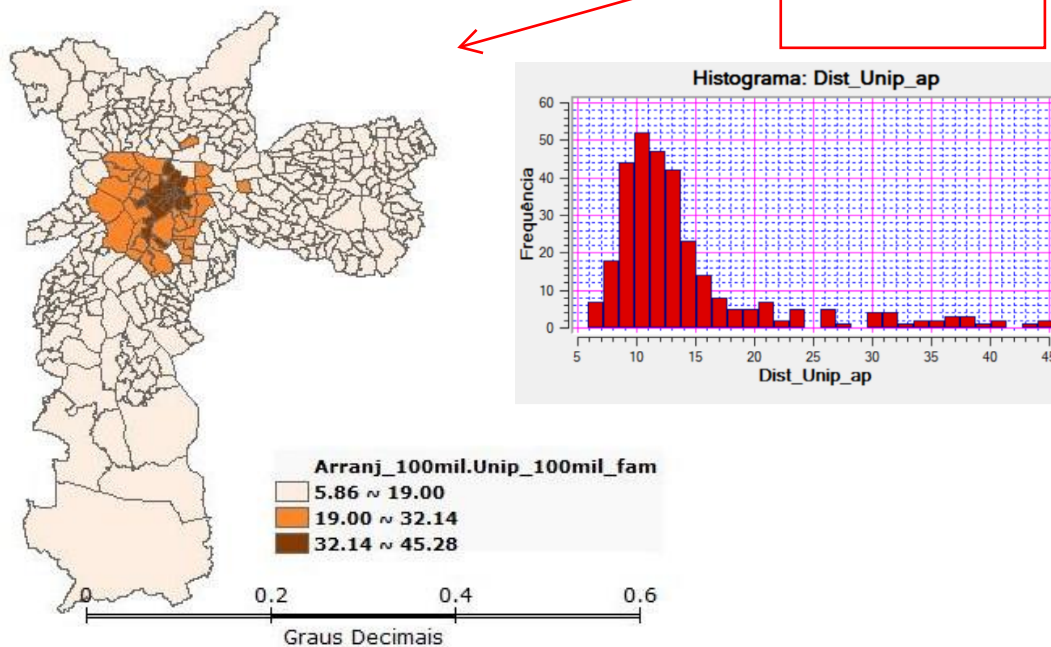 Histograma: Dist_Unip_ap
60
50
40
30
20
10
0
Frequência
5 10 15 20 25 30 35 40 45
Dist_Unip_ap
Arranj_100mil.Unip_100mil_fam
5.86 ~ 19.00
19.00 ~ 32.14
32.14 ~ 45.28
0 0.2 0.4 0.6
Graus Decimais